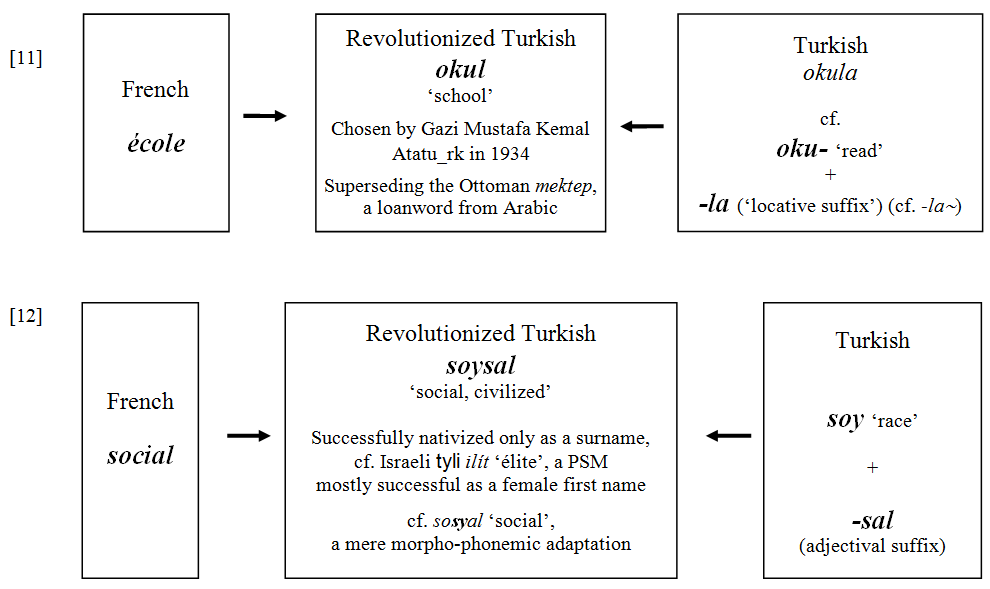 [11]
French
école
Revolutionized Turkish
okul
‘school’
Chosen by Gazi Mustafa Kemal
Atatu_rk in 1934
Superseding the Ottoman mektep,
a loanword from Arabic
Turkish
okula
cf.
oku- ‘read’
+
-la (‘locative suffix’) (cf. -la~)
[12]
French
social
Revolutionized Turkish
soysal
‘social, civilized’
Successfully nativized only as a surname,
cf. Israeli tyli ilít ‘élite’, a PSM
mostly successful as a female first name
cf. sosyal ‘social’,
a mere morpho-phonemic adaptation
Turkish
soy ‘race’
+
-sal
(adjectival suffix)